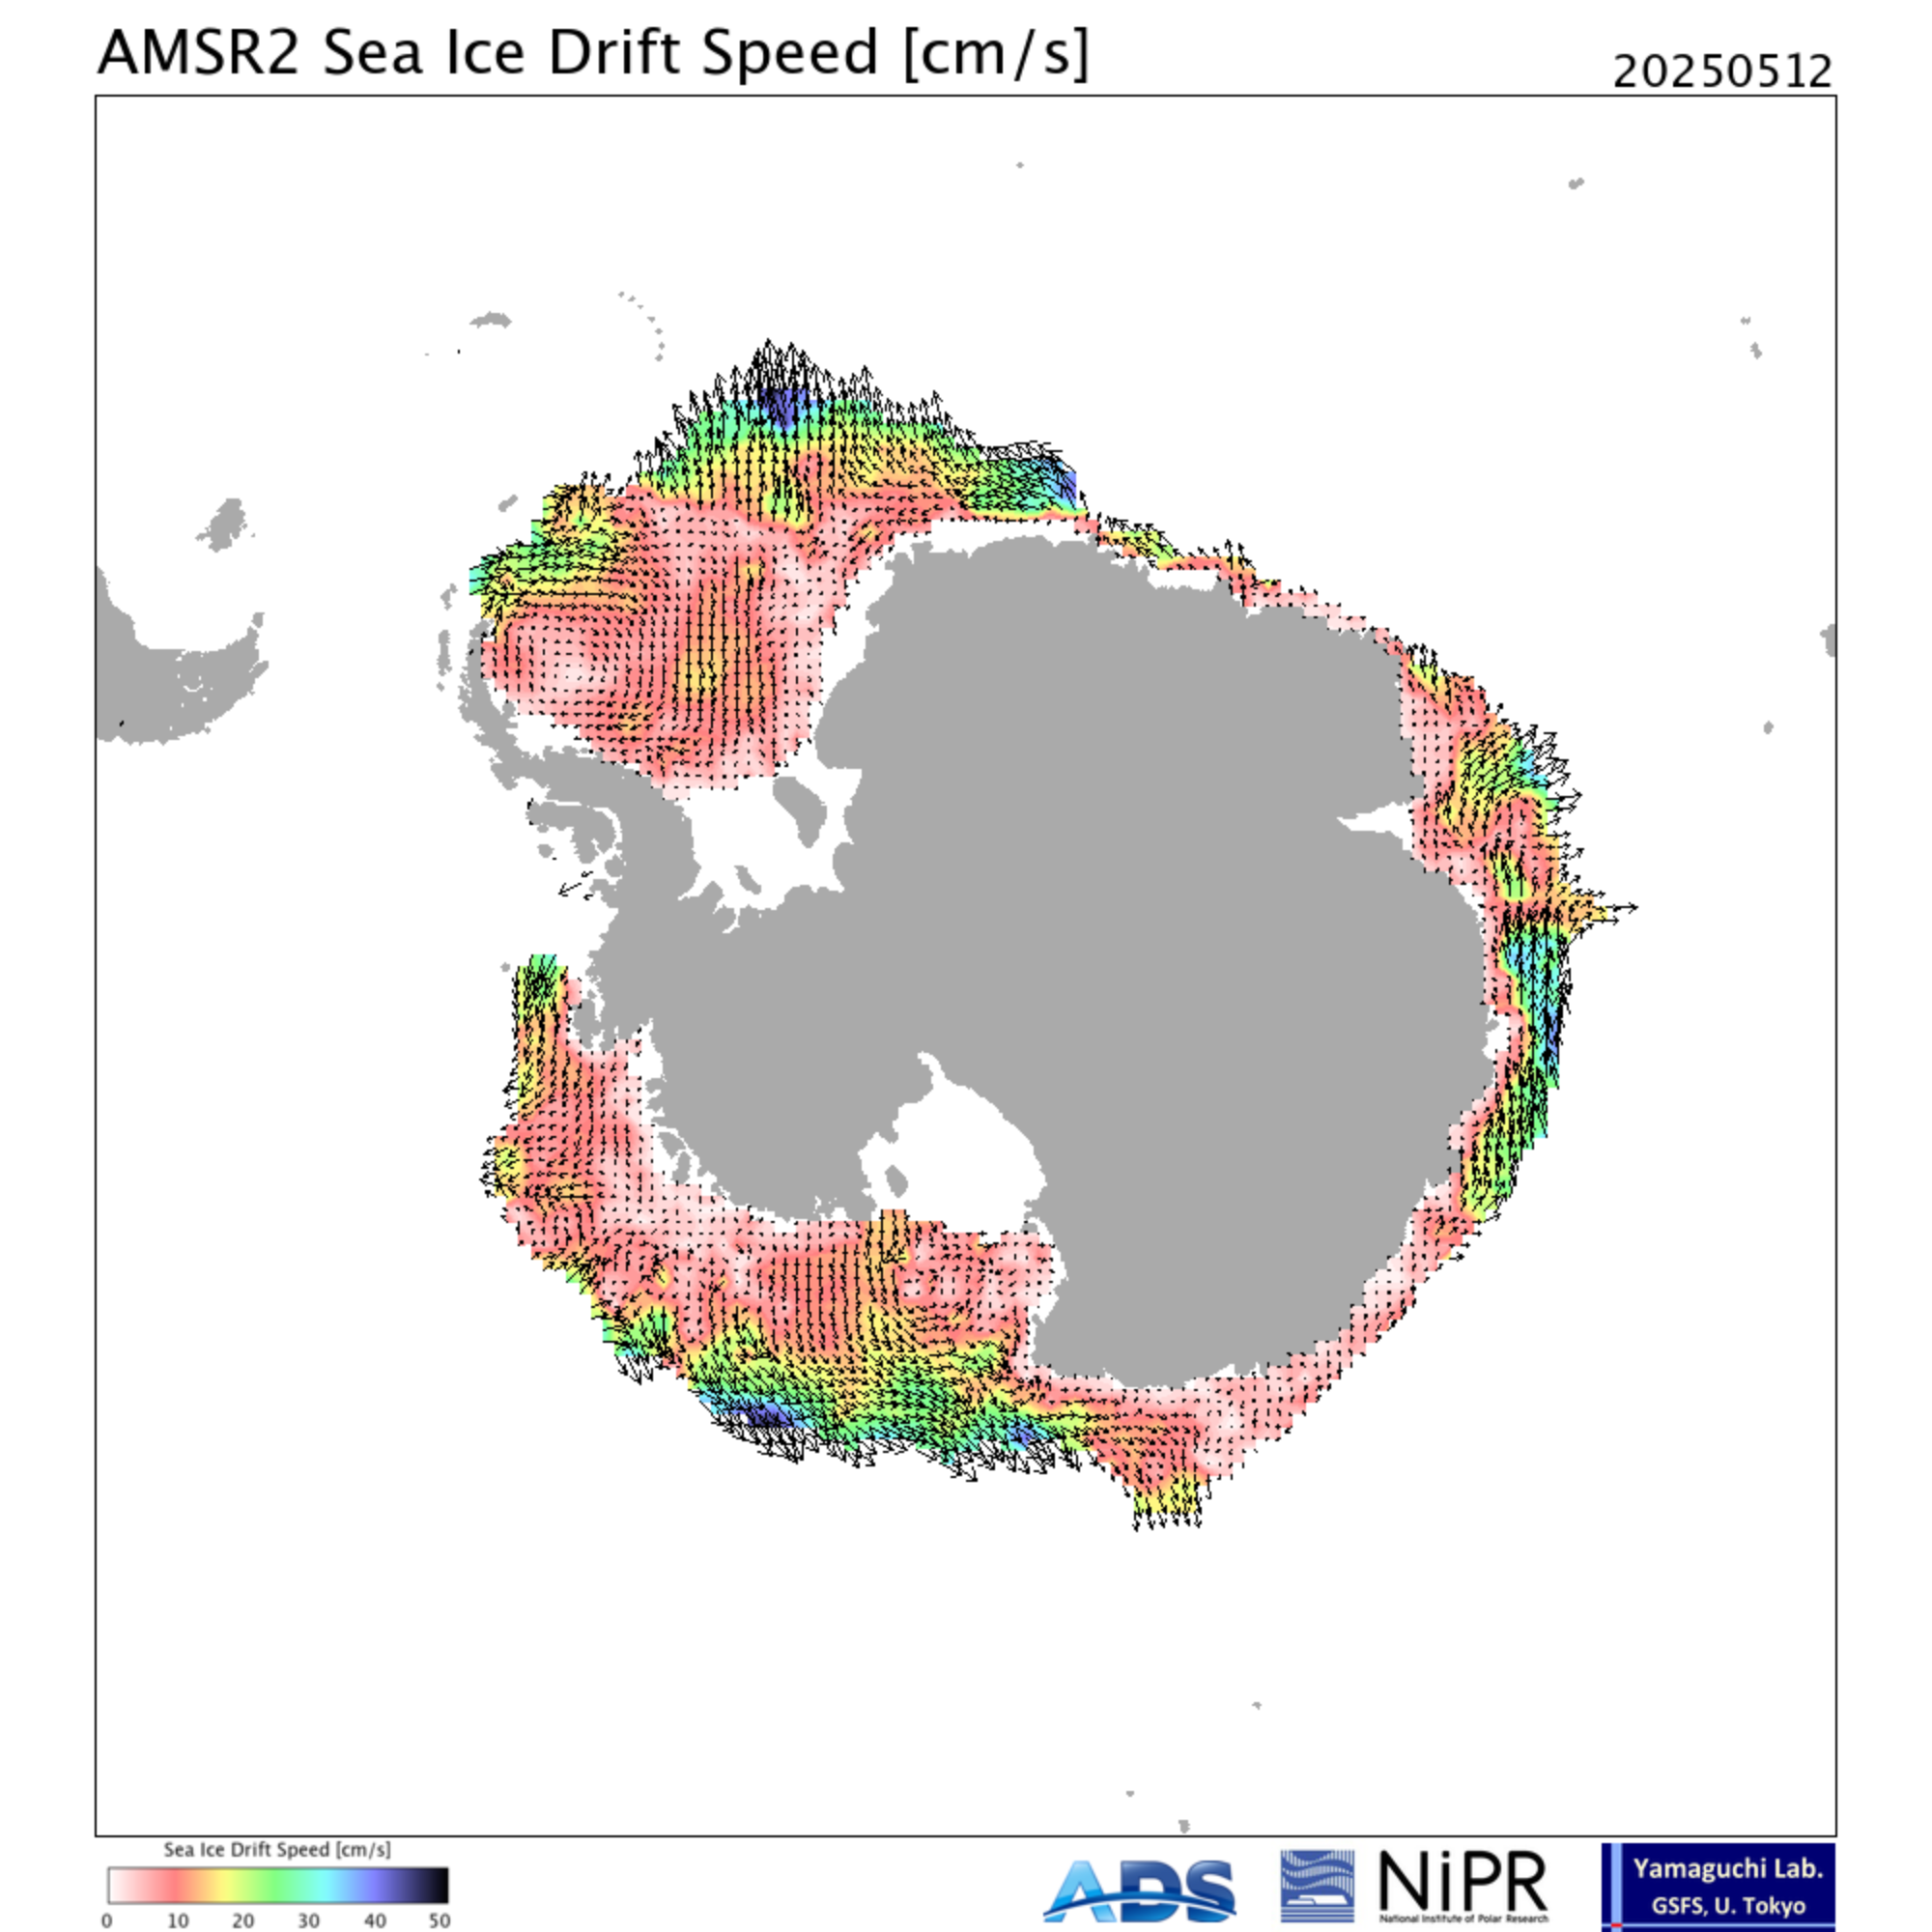 AMSR2 Sea Ice Drift Speed [cm/s]
20250512
Sea Ice Drift Speed [cm/s]
0 10 20 30 40 50
ADS
NiPR
National Institute of Polar Research
Yamaguchi Lab.
GSFS, U. Tokyo